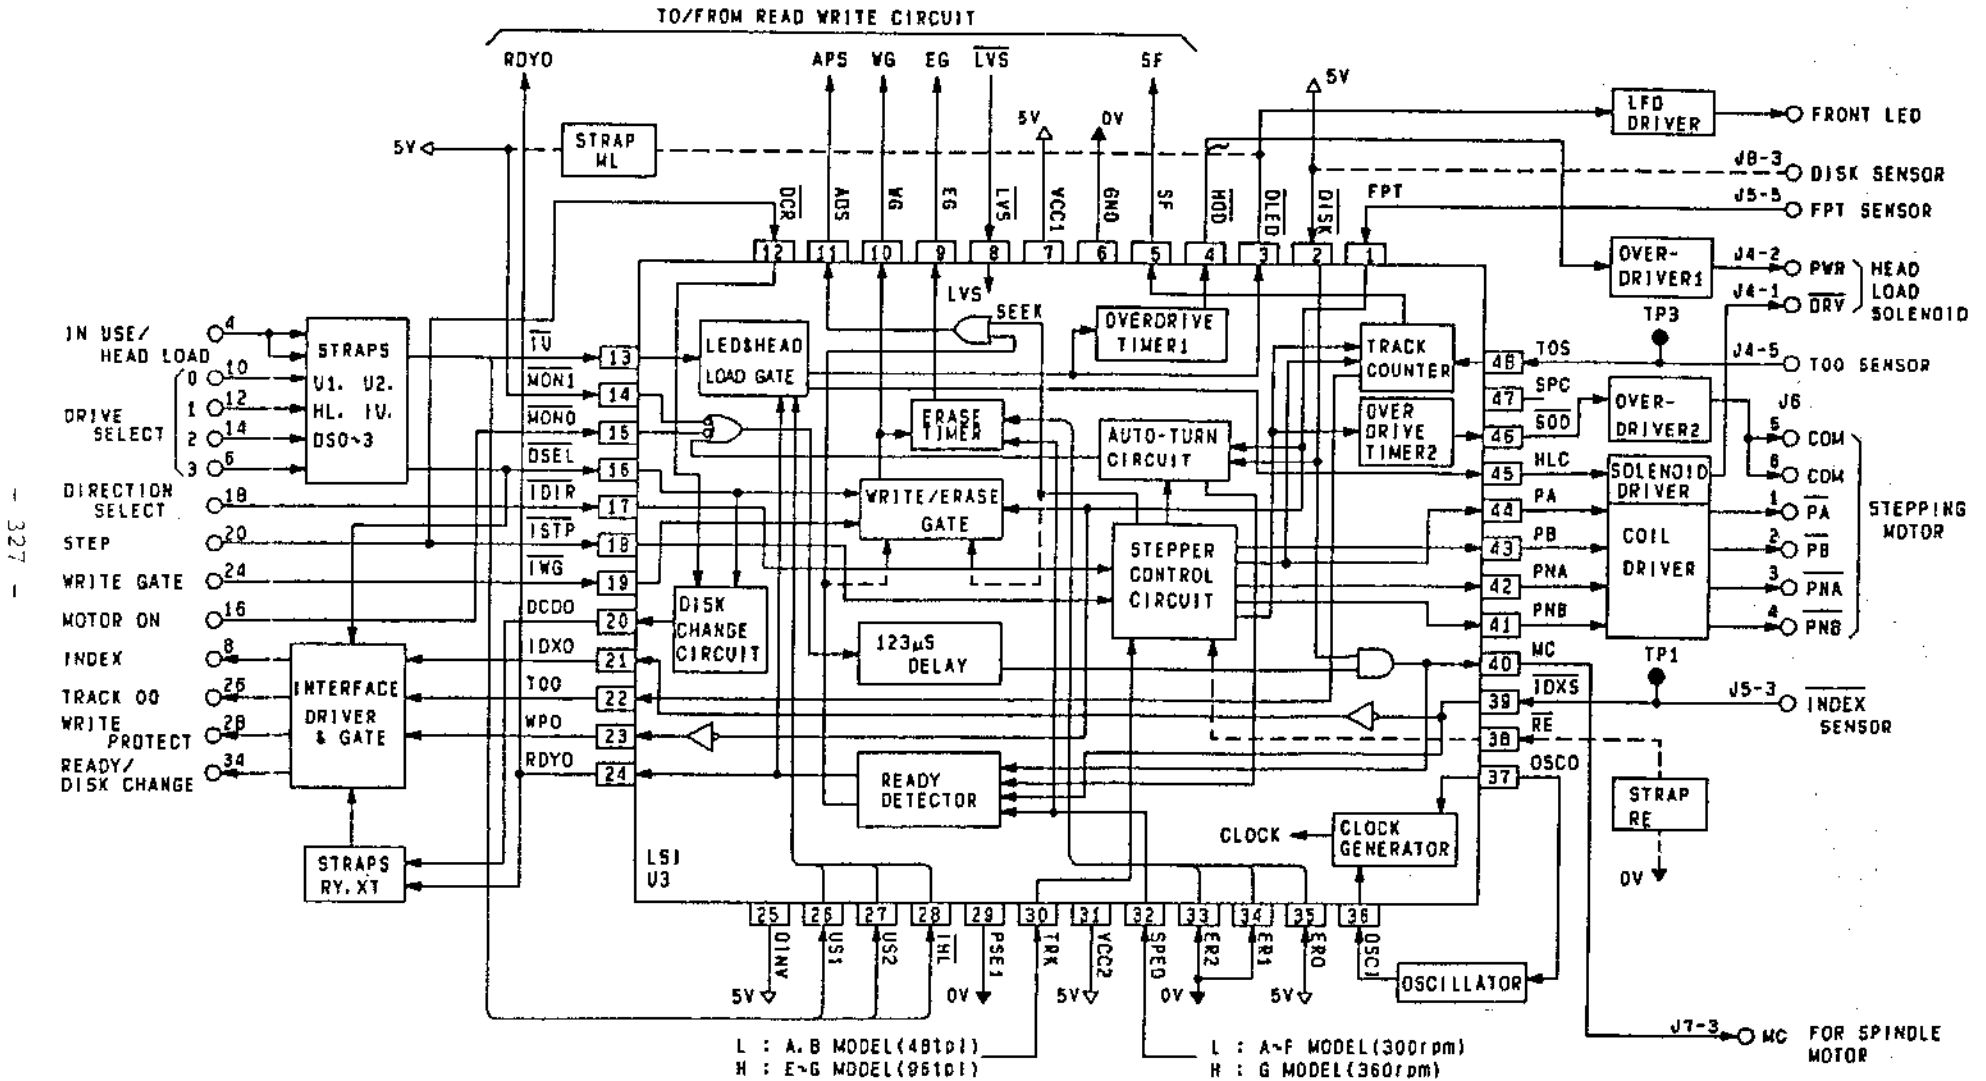 TO/FROM READ WRITE CIRCUIT
RDYO APS WG EG LVS SF
5V
5V 0V
5V
STRAP
ML
LFD
DRIVER
FRONT LED
J8-3
DISK SENSOR
J5-5
FPT SENSOR
DCR ADS WG EG LVS VCC1 GND SF HOD DLED DISK FPT
12 11 10 9 8 7 6 5 4 3 2 1
OVER-
DRIVER1
J4-2 PWR
J4-1 DRV
HEAD
LOAD
SOLENOID
LVS
SEEK
TP3
IN USE/
HEAD LOAD
4
DRIVE
SELECT
0 10
1 12
2 14
3 6
STRAPS
U1. U2.
HL. IU.
DS0~3
DIRECTION
SELECT
18
STEP 20
WRITE GATE 24
MOTOR ON 16
INDEX 8
TRACK 00 26
WRITE
PROTECT
28
READY/
DISK CHANGE
34
INTERFACE
DRIVER
& GATE
STRAPS
RY. XT
IU 13
MON1 14
MON0 15
DSEL 16
IDIR 17
ISTP 18
IWG 19
DCDO 20
IDXO 21
TOO 22
WPO 23
RDYO 24
LED&HEAD
LOAD GATE
OVERDRIVE
TIMER1
TRACK
COUNTER
ERASE
TIMER
AUTO-TURN
CIRCUIT
OVER
DRIVE
TIMER2
WRITE/ERASE
GATE
STEPPER
CONTROL
CIRCUIT
DISK
CHANGE
CIRCUIT
123μS
DELAY
READY
DETECTOR
CLOCK
CLOCK
GENERATOR
LSI
U3
48 TOS
47 SPC
46 SOD
45 HLC
44 PA
43 PB
42 PNA
41 PNB
40 MC
39 IDXS
38 RE
37 OSCO
J4-5
TOO SENSOR
OVER-
DRIVER2
J6
5 COM
6 COM
SOLENOID
DRIVER
COIL
DRIVER
1 PA
2 PB
3 PNA
4 PNB
STEPPING
MOTOR
TP1
J5-3
INDEX
SENSOR
STRAP
RE
0V
25 26 27 28 29 30 31 32 33 34 35 36
DINV US1 US2 IHL PSE1 TRK VCC2 SPED ER2 ER1 ERO OSCI
5V 0V 5V 0V 5V
OSCILLATOR
L : A.B MODEL(48tpi)
H : E~G MODEL(96tpi)
L : A~F MODEL(300rpm)
H : G MODEL(360rpm)
J7-3
MC
FOR SPINDLE
MOTOR
- 327 -